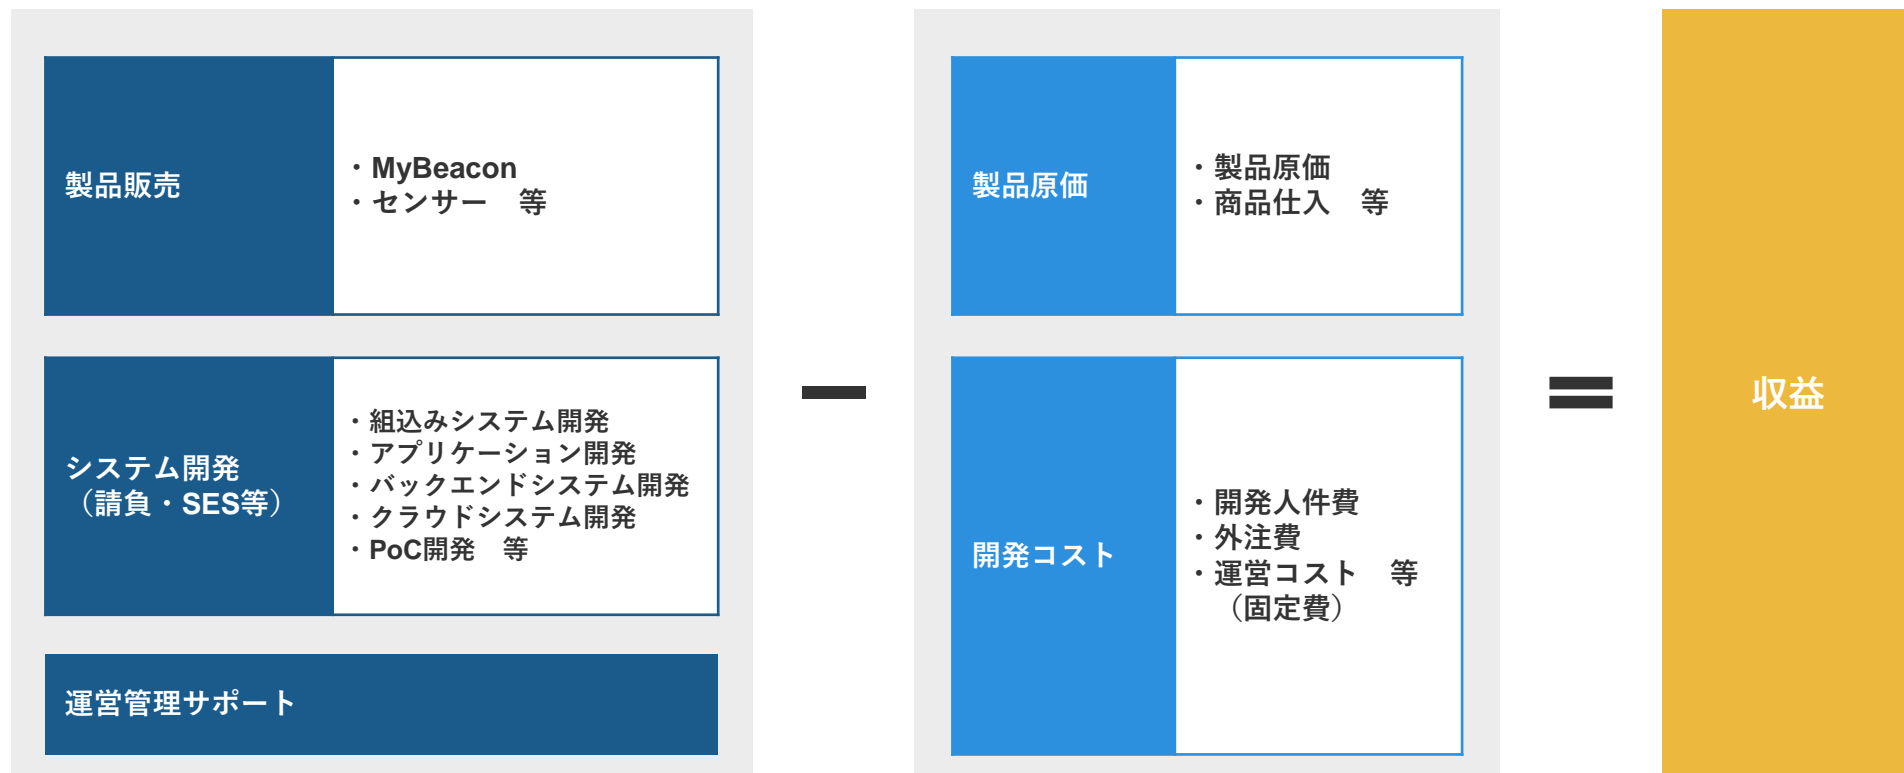 製品販売
・MyBeacon
・センサー　等
システム開発
（請負・SES等）
・組込みシステム開発
・アプリケーション開発
・バックエンドシステム開発
・クラウドシステム開発
・PoC開発　等
運営管理サポート
製品原価
・製品原価
・商品仕入　等
開発コスト
・開発人件費
・外注費
・運営コスト　等
（固定費）
収益